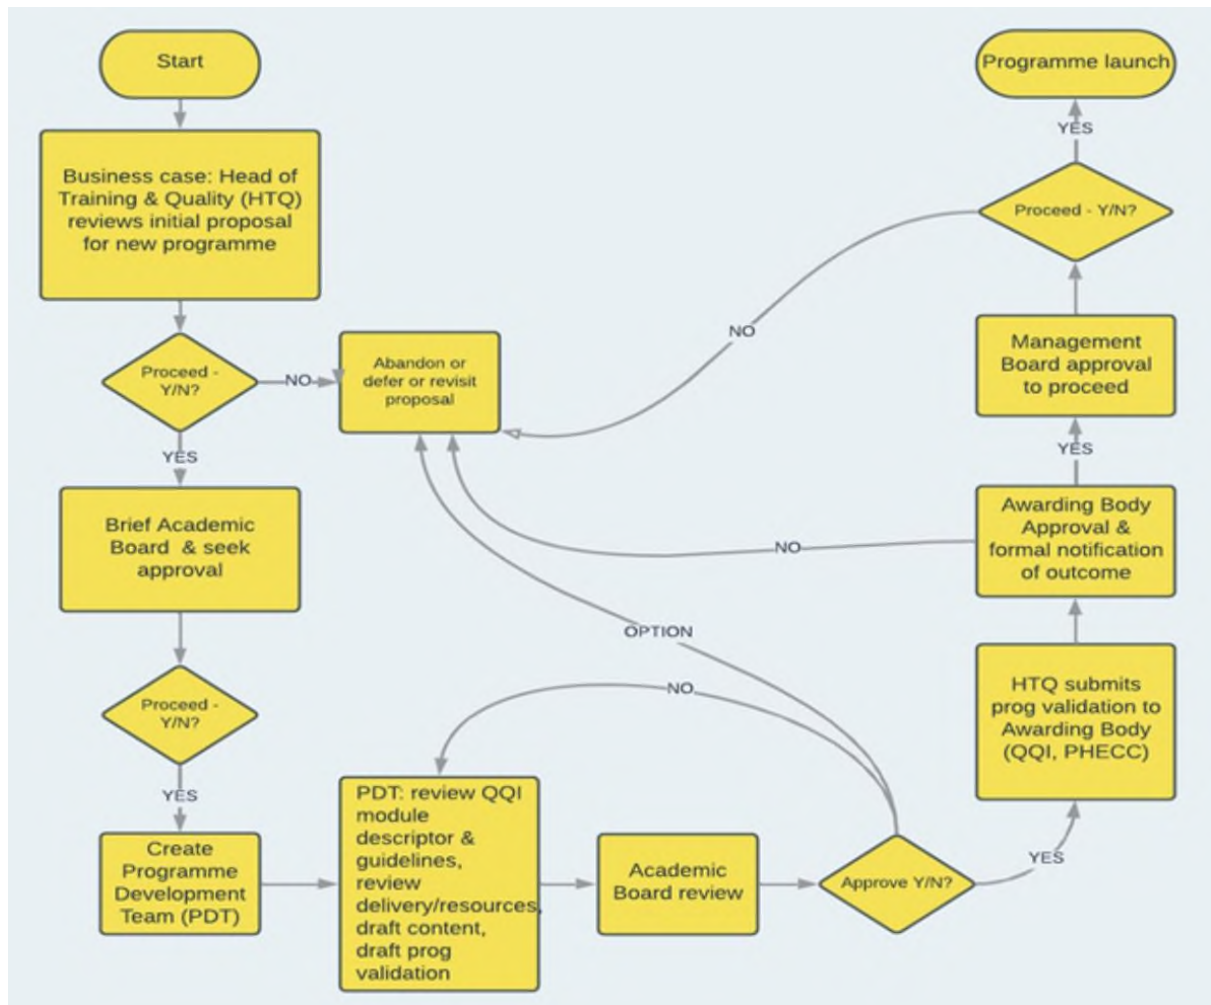 Start
Business case: Head of
Training & Quality (HTQ)
reviews initial proposal
for new programme
Proceed -
Y/N?
NO
Abandon or
defer or revisit
proposal
YES
Brief Academic
Board & seek
approval
Proceed -
Y/N?
YES
Create
Programme
Development
Team (PDT)
PDT: review QQI
module
descriptor &
guidelines,
review
delivery/resources,
draft content,
draft prog
validation
Academic
Board review
Approve Y/N?
NO
OPTION
YES
HTQ submits
prog validation to
Awarding Body
(QQI, PHECC)
Awarding Body
Approval &
formal notification
of outcome
NO
YES
Management
Board approval
to proceed
Proceed - Y/N?
NO
YES
Programme launch